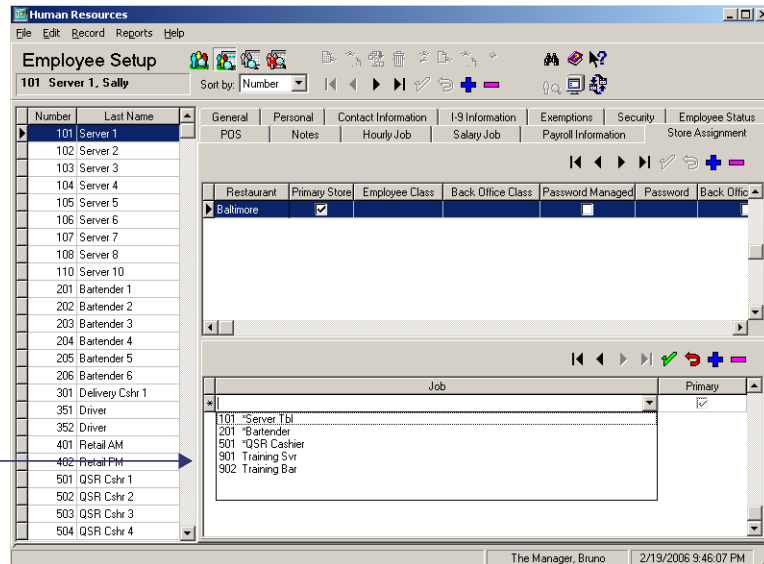 Human Resources
File Edit Record Reports Help
Employee Setup
101 Server 1, Sally
Sort by: Number
Number Last Name
101 Server 1
102 Server 2
103 Server 3
104 Server 4
105 Server 5
106 Server 6
107 Server 7
108 Server 8
110 Server 10
201 Bartender 1
202 Bartender 2
203 Bartender 3
204 Bartender 4
205 Bartender 5
206 Bartender 6
301 Delivery Cshr 1
351 Driver
352 Driver
401 Retail AM
402 Retail PM
501 QSR Cshr 1
502 QSR Cshr 2
503 QSR Cshr 3
504 QSR Cshr 4
General Personal Contact Information I-9 Information Exemptions Security Employee Status
POS Notes Hourly Job Salary Job Payroll Information Store Assignment
Restaurant Primary Store Employee Class Back Office Class Password Managed Password Back Offic
Baltimore
Job Primary
101 *Server Tbl
201 *Bartender
501 *QSR Cashier
901 Training Svr
902 Training Bar
The Manager, Bruno 2/19/2006 9:46:07 PM